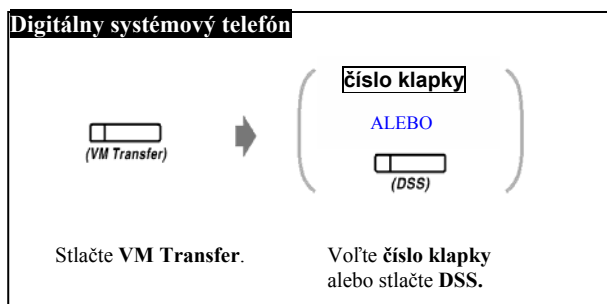 Digitálny systémový telefón
číslo klapky
ALEBO
(VM Transfer)
(DSS)
Stlačte VM Transfer.
Voľte číslo klapky
alebo stlačte DSS.